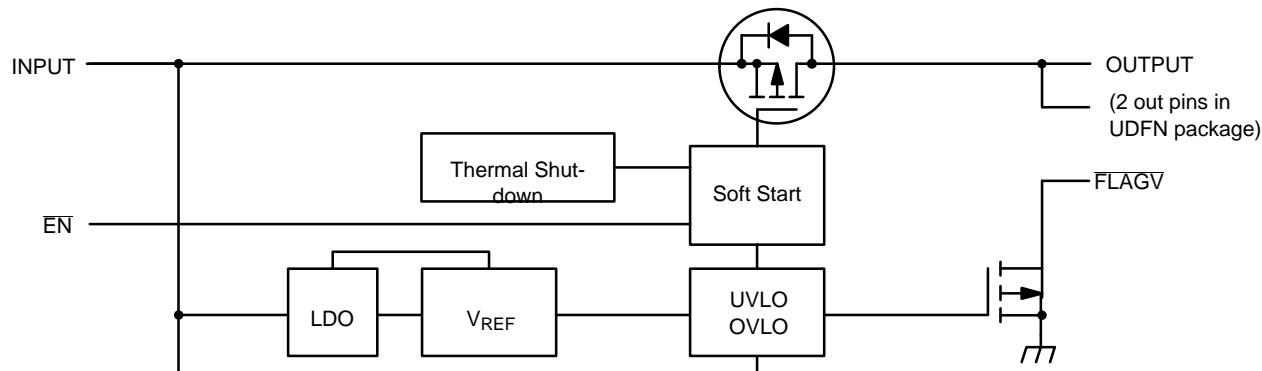 INPUT
OUTPUT
(2 out pins in
UDFN package)
Thermal Shut-
down
Soft Start
FLAGV
EN
LDO
VREF
UVLO
OVLO